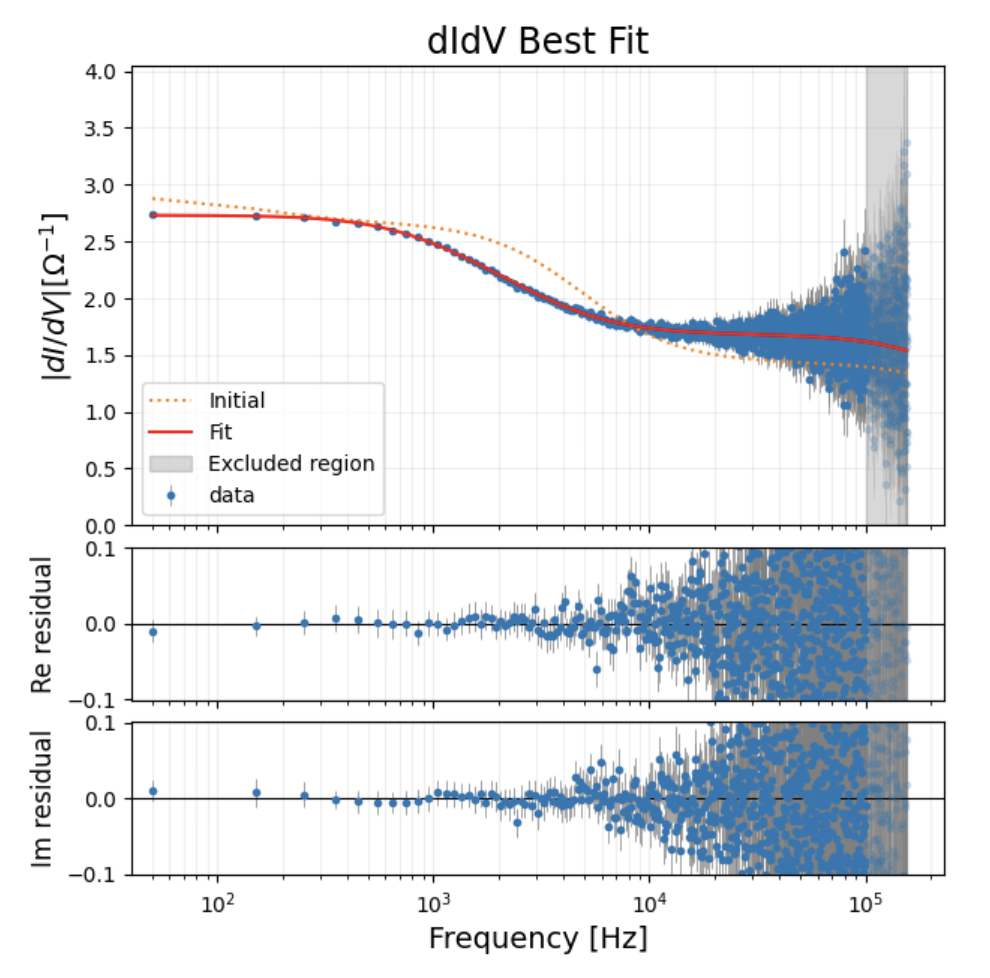 dIdV Best Fit
4.0
3.5
3.0
2.5
2.0
1.5
1.0
0.5
0.0
|dI/dV|[Ω⁻¹]
Initial
Fit
Excluded region
data
0.1
0.0
−0.1
Re residual
0.1
0.0
−0.1
Im residual
10² 10³ 10⁴ 10⁵
Frequency [Hz]